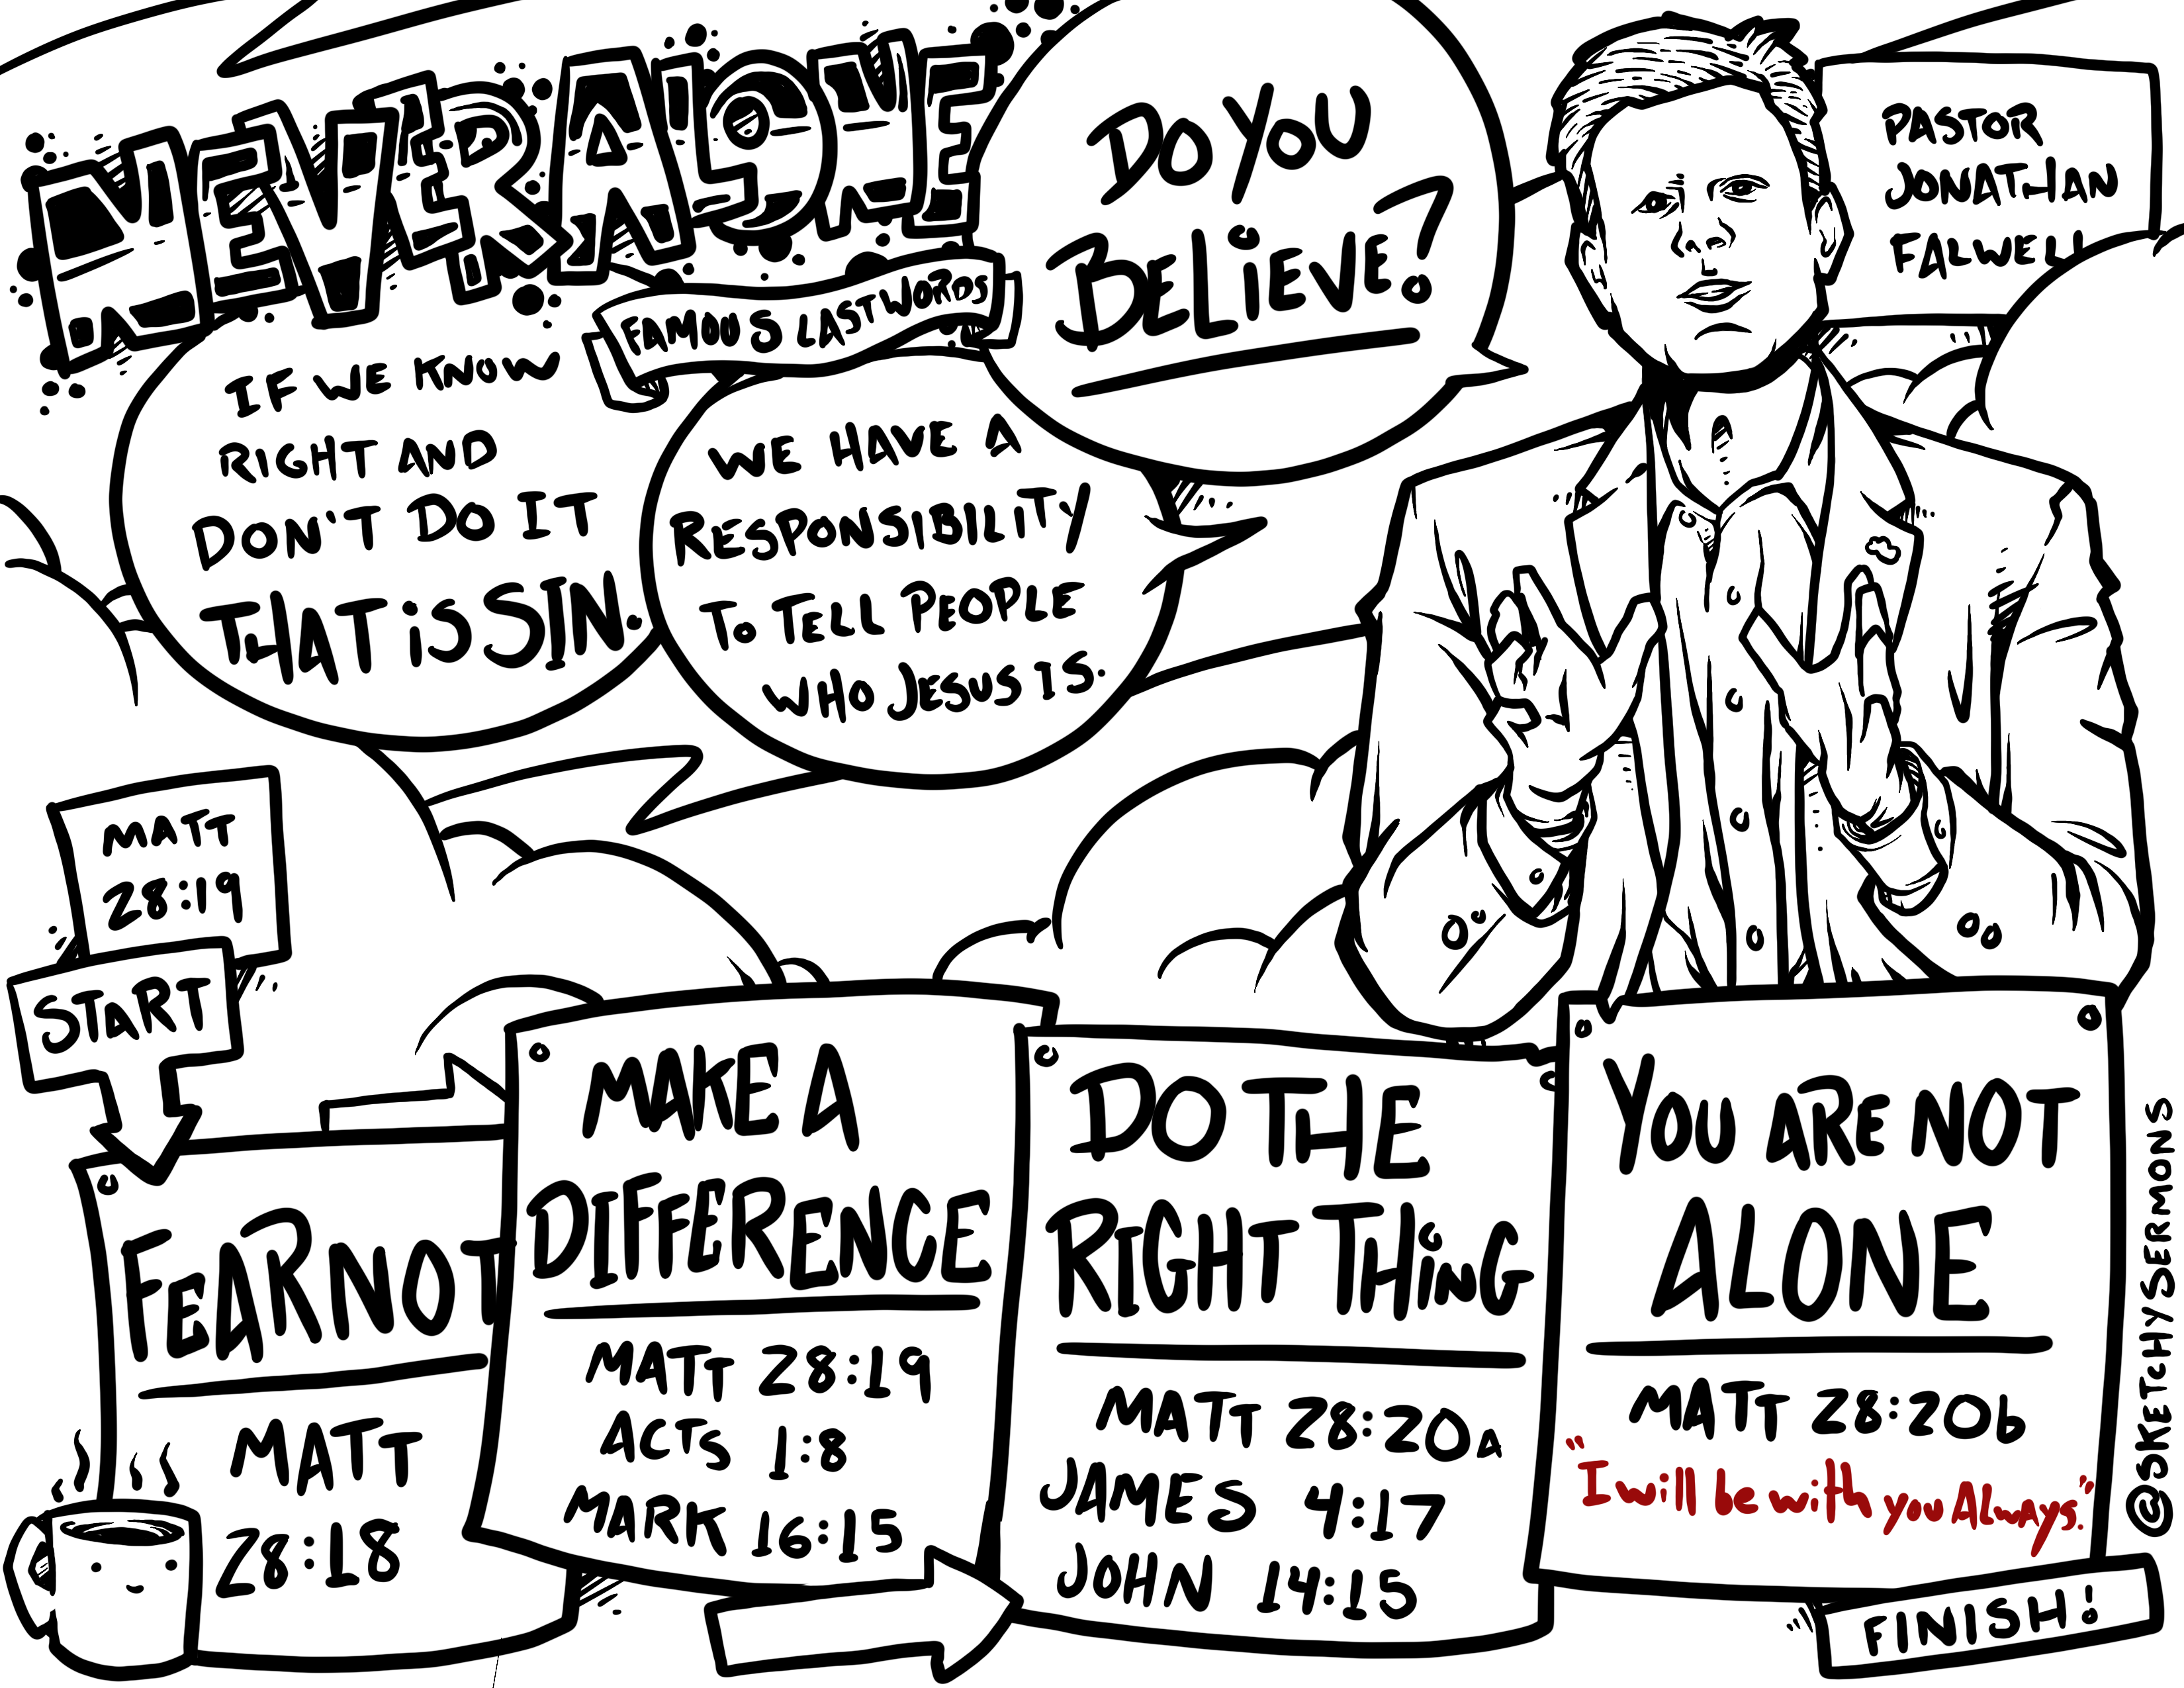 NEVER ALONE
FAMOUS LAST WORDS
DO YOU
BELIEVE?
PASTOR
JONATHAN
FALWELL
IF WE KNOW
RIGHT AND
DON'T DO IT
THAT IS SIN.
WE HAVE A
RESPONSIBILITY
TO TELL PEOPLE
WHO JESUS IS.
MATT
28:19
START
FEAR NOT
MATT
28:18
MAKE A
DIFFERENCE
MATT 28:19
ACTS 1:8
MARK 16:15
DO THE
RIGHT THING
MATT 28:20A
JAMES 4:17
JOHN 14:15
YOU ARE NOT
ALONE
MATT 28:20b
"I will be with you Always."
FINISH!
@SKETCHYSERMONS